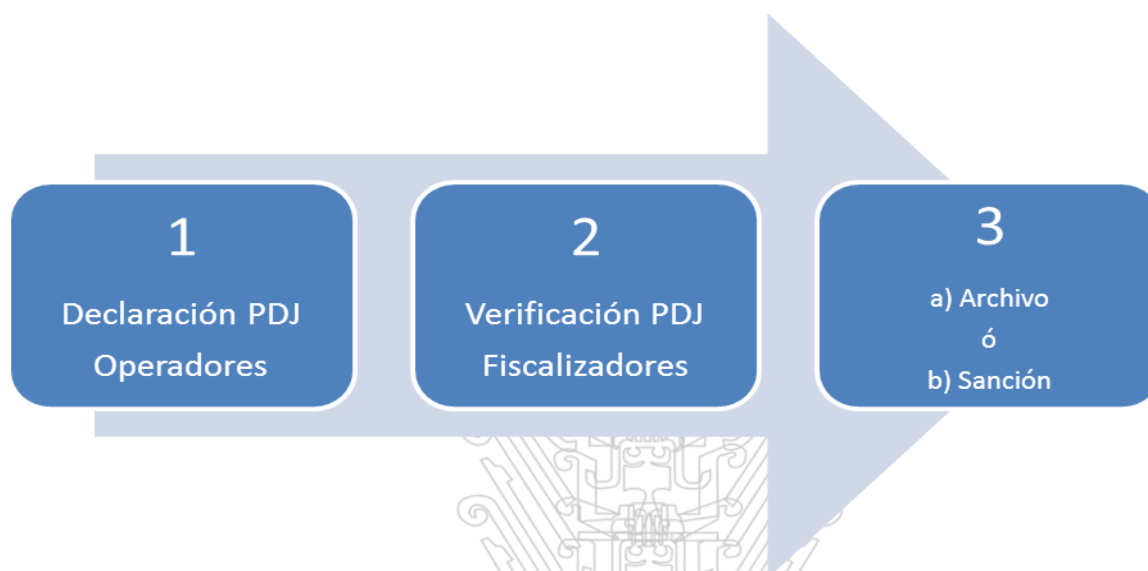 1
Declaración PDJ
Operadores
2
Verificación PDJ
Fiscalizadores
3
a) Archivo
ó
b) Sanción